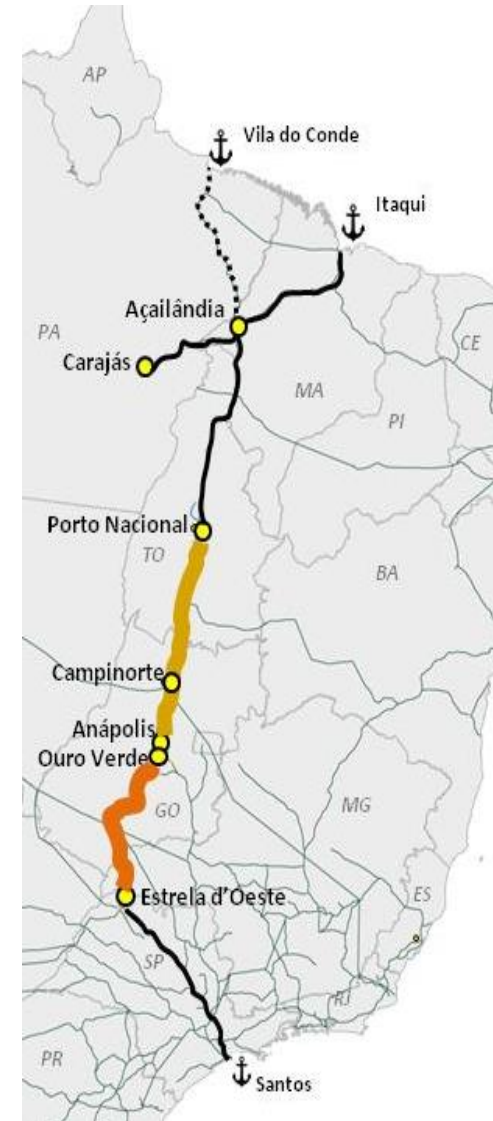 AP
Vila do Conde
Itaqui
Açailândia
PA
CE
Carajás
MA
PI
Porto Nacional
TO
BA
Campinorte
Anápolis
Ouro Verde
GO
MG
Estrela d'Oeste
ES
SP
RJ
PR
Santos